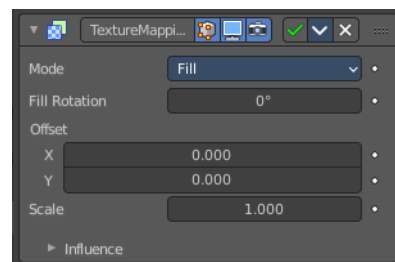 TextureMappi...
Mode Fill
Fill Rotation 0°
Offset
X 0.000
Y 0.000
Scale 1.000
Influence